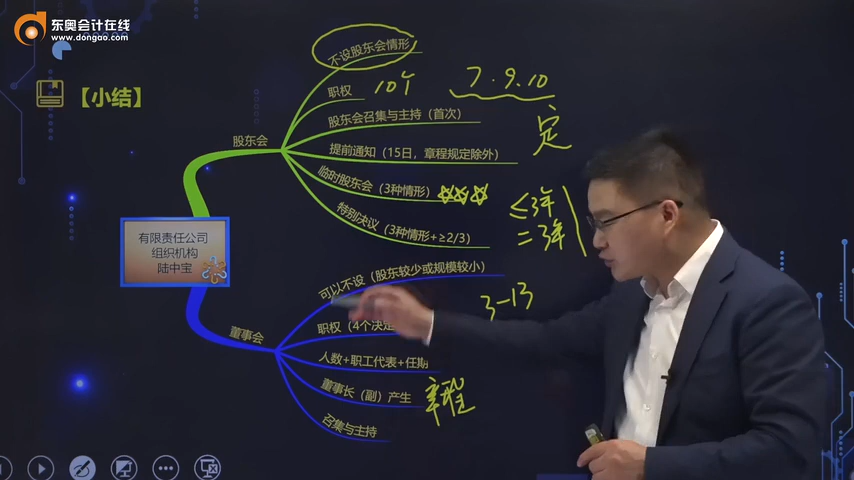 东奥会计在线
www.dongao.com
【小结】
不设股东会情形
职权 10个 7·9·10
股东会召集与主持（首次）
定
提前通知（15日，章程规定除外）
股东会
临时股东会（3种情形）
≤3年
特别决议（3种情形+≥2/3）
=3年
有限责任公司
组织机构
陆中宝
可以不设（股东较少或规模较小）
3-13
职权（4个决定
董事会
人数+职工代表+任期
董事长（副）产生
章程
召集与主持